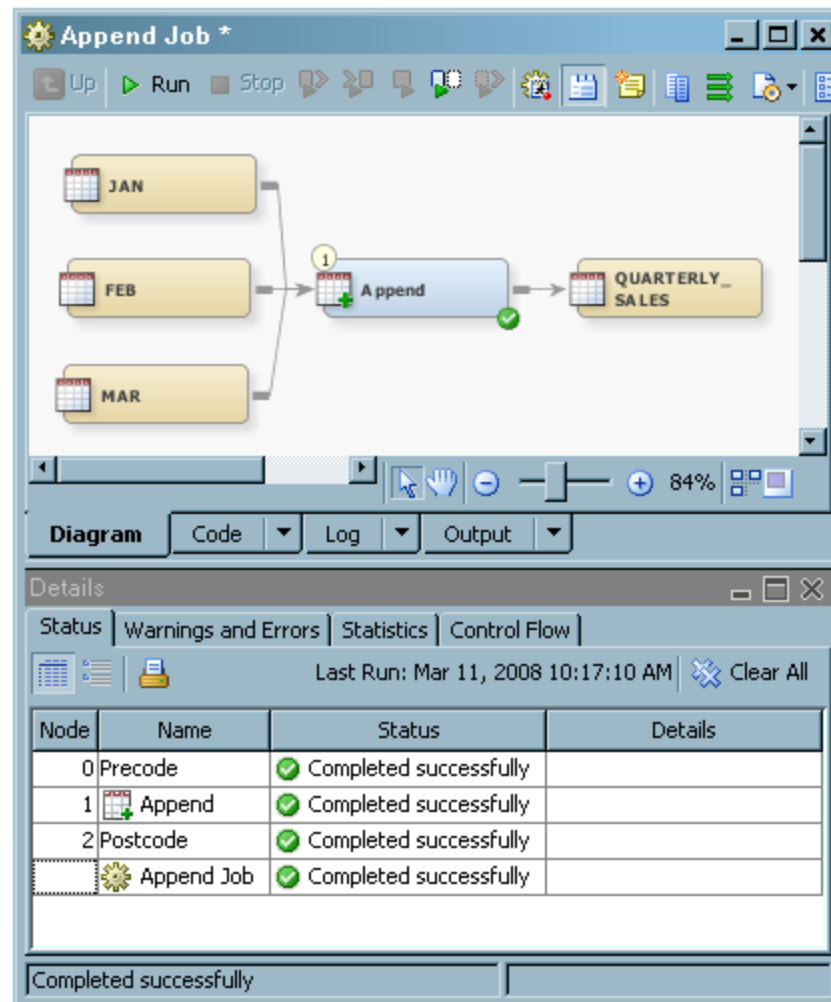 Append Job *
Up Run Stop
JAN
1
FEB
Append
QUARTERLY_
SALES
MAR
84%
Diagram Code Log Output
Details
Status Warnings and Errors Statistics Control Flow
Last Run: Mar 11, 2008 10:17:10 AM Clear All
Node Name Status Details
0 Precode Completed successfully
1 Append Completed successfully
2 Postcode Completed successfully
Append Job Completed successfully
Completed successfully